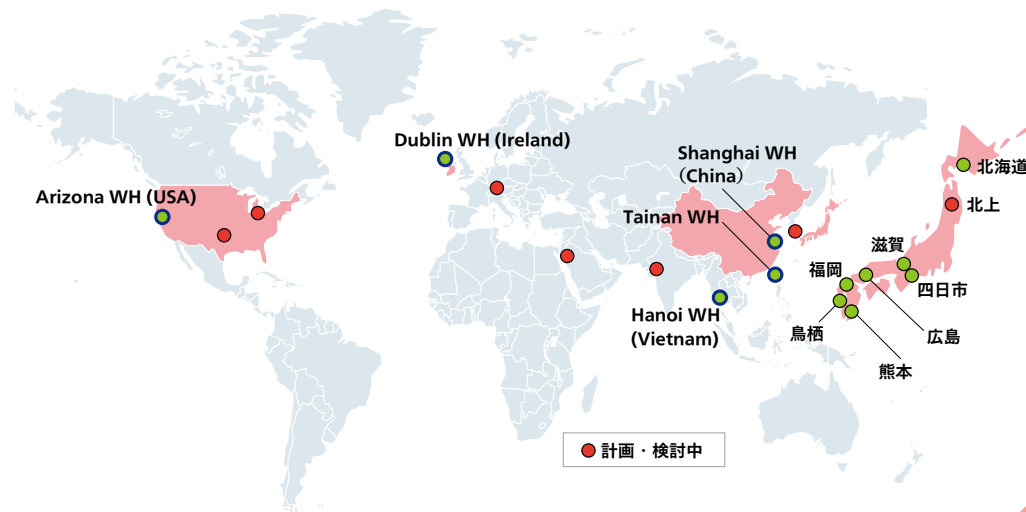 Dublin WH (Ireland)
Shanghai WH
（China）
北海道
Arizona WH (USA)
北上
Tainan WH
滋賀
福岡
四日市
Hanoi WH
(Vietnam)
鳥栖
広島
熊本
計画・検討中